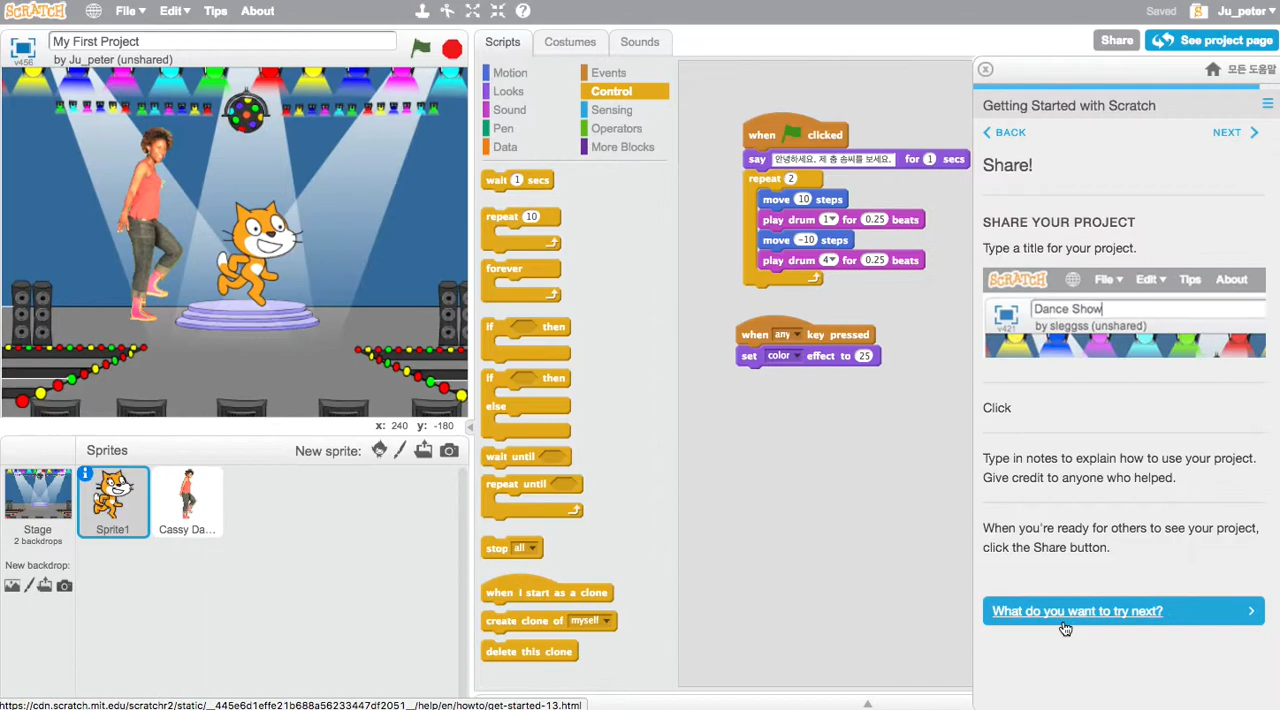 SCRATCH File Edit Tips About Saved Ju_peter
My First Project
by Ju_peter (unshared)
v456
Scripts Costumes Sounds
Share See project page
Motion Events
Looks Control
Sound Sensing
Pen Operators
Data More Blocks
wait 1 secs
repeat 10
forever
if then
if then
else
wait until
repeat until
stop all
when I start as a clone
create clone of myself
delete this clone
when clicked
say 안녕하세요. 제 춤 솜씨를 보세요. for 1 secs
repeat 2
move 10 steps
play drum 1 for 0.25 beats
move -10 steps
play drum 4 for 0.25 beats
when any key pressed
set color effect to 25
x: 240 y: -180
Sprites New sprite:
Stage
2 backdrops
New backdrop:
Sprite1
Cassy Da...
모든 도움말
Getting Started with Scratch
BACK NEXT
Share!
SHARE YOUR PROJECT
Type a title for your project.
SCRATCH File Edit Tips About
Dance Show
by sleggss (unshared)
v421
Click
Type in notes to explain how to use your project.
Give credit to anyone who helped.
When you're ready for others to see your project,
click the Share button.
What do you want to try next?
https://cdn.scratch.mit.edu/scratchr2/static/__445e6d1effe21b688a56233447df2051__/help/en/howto/get-started-13.html